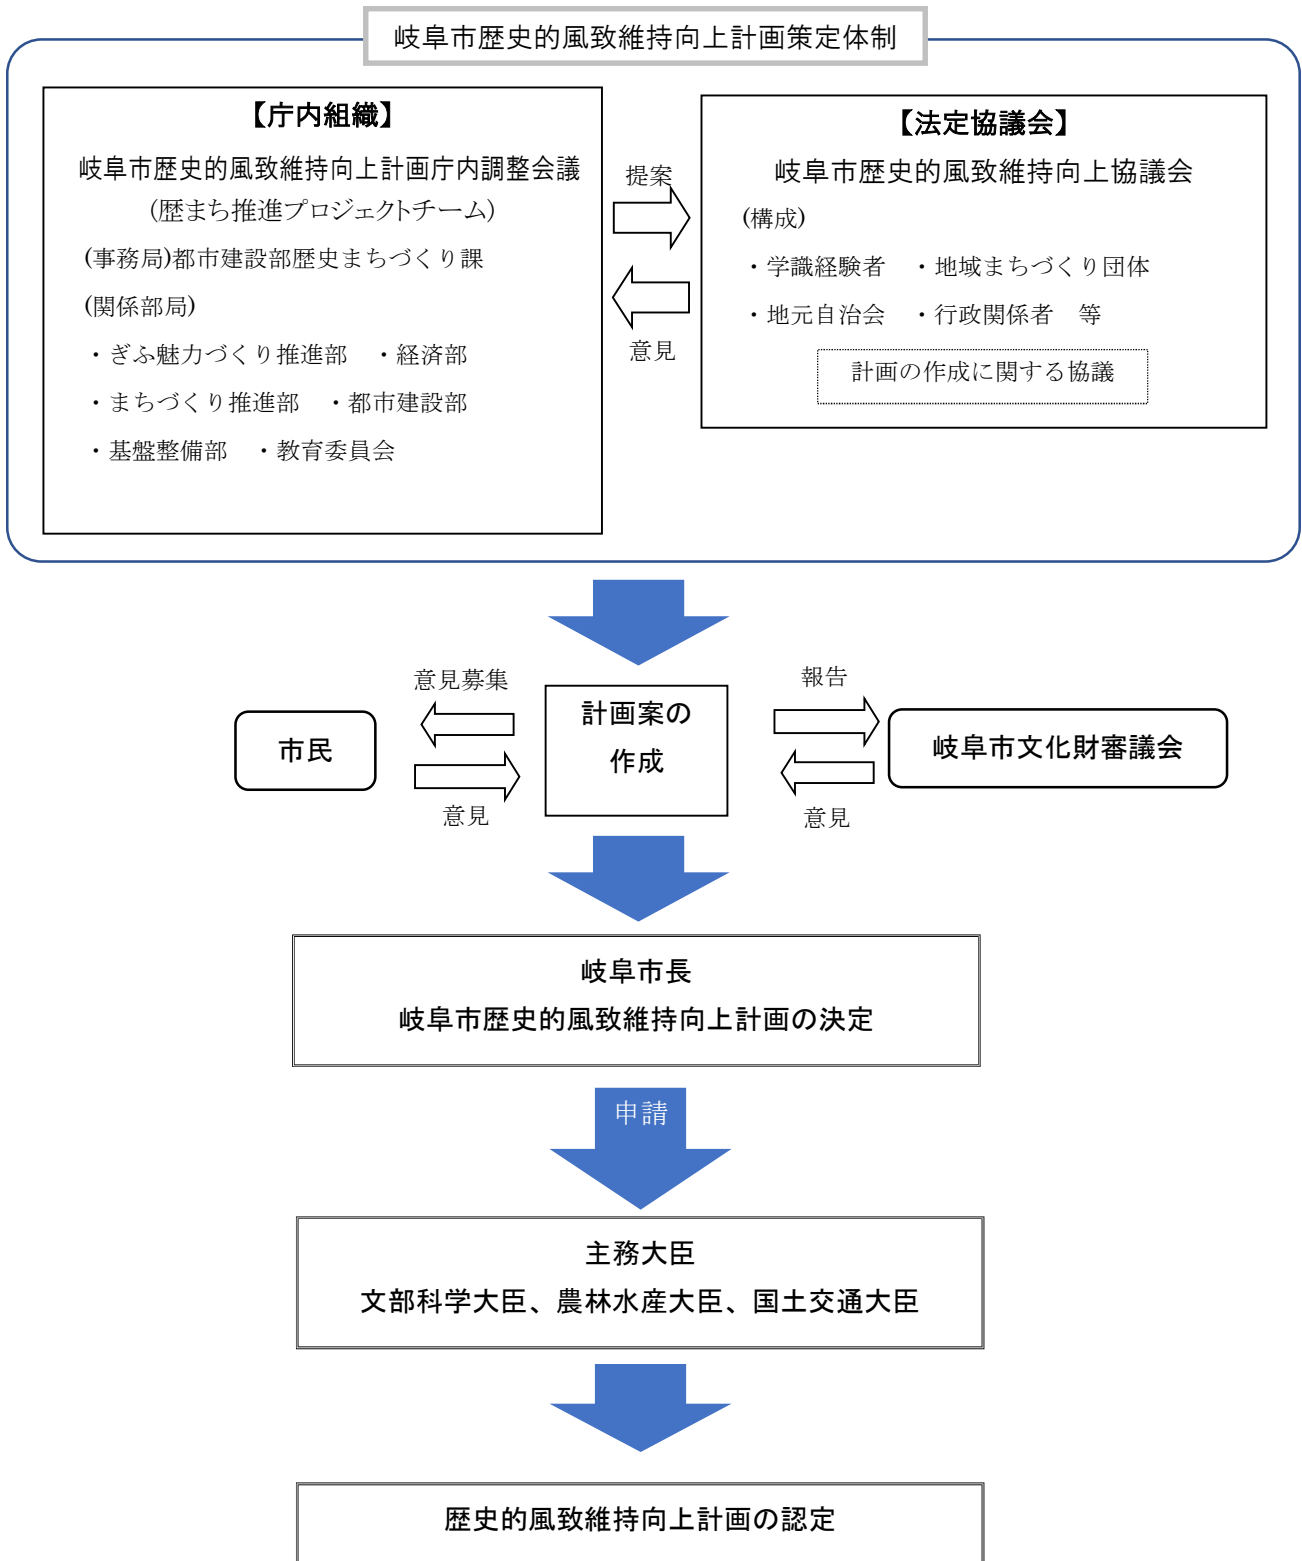 岐阜市歴史的風致維持向上計画策定体制
【庁内組織】
岐阜市歴史的風致維持向上計画庁内調整会議
(歴まち推進プロジェクトチーム)
(事務局)都市建設部歴史まちづくり課
(関係部局)
・ぎふ魅力づくり推進部　・経済部
・まちづくり推進部　・都市建設部
・基盤整備部　・教育委員会
提案
意見
【法定協議会】
岐阜市歴史的風致維持向上協議会
(構成)
・学識経験者　・地域まちづくり団体
・地元自治会　・行政関係者　等
計画の作成に関する協議
意見募集
市民
意見
計画案の
作成
報告
岐阜市文化財審議会
意見
岐阜市長
岐阜市歴史的風致維持向上計画の決定
申請
主務大臣
文部科学大臣、農林水産大臣、国土交通大臣
歴史的風致維持向上計画の認定